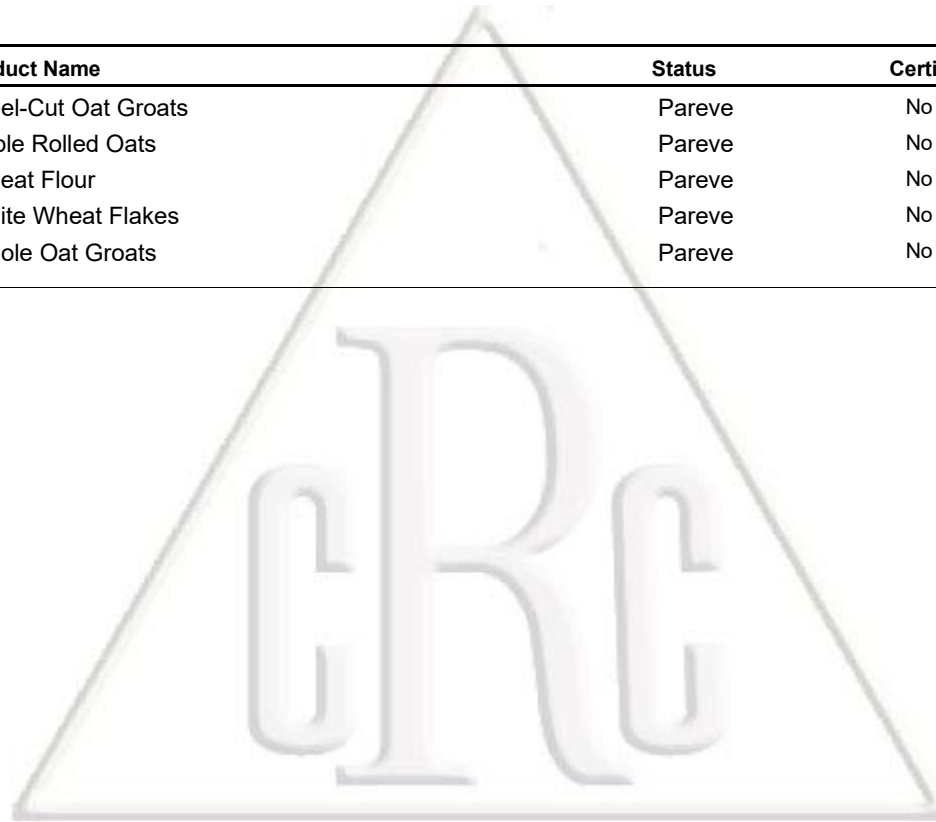 duct Name Status Certi
el-Cut Oat Groats Pareve No
ole Rolled Oats Pareve No
eat Flour Pareve No
ite Wheat Flakes Pareve No
ole Oat Groats Pareve No
cRc